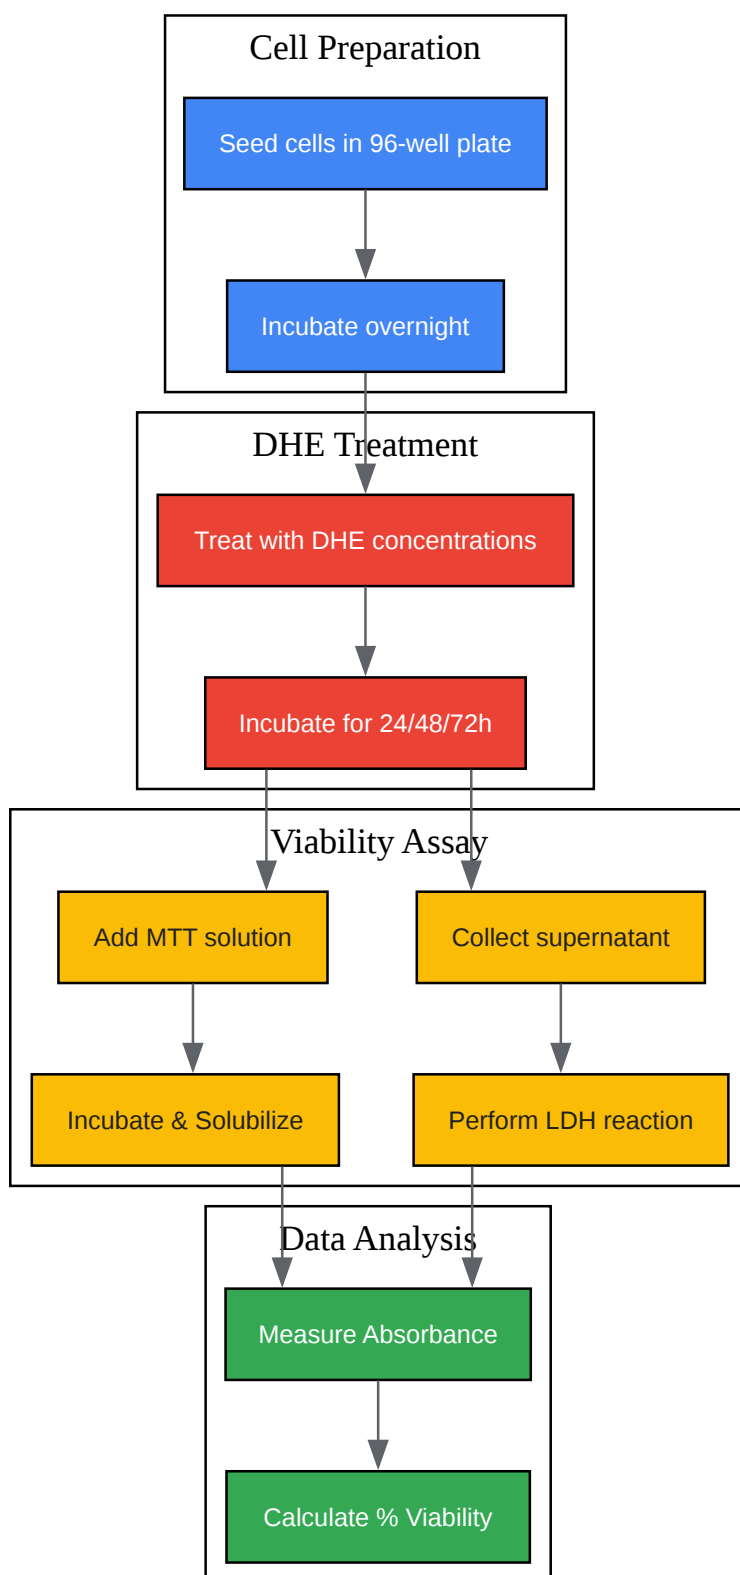 Cell Preparation
Seed cells in 96-well plate
Incubate overnight
DHE Treatment
Treat with DHE concentrations
Incubate for 24/48/72h
Viability Assay
Add MTT solution
Collect supernatant
Incubate & Solubilize
Perform LDH reaction
Data Analysis
Measure Absorbance
Calculate % Viability